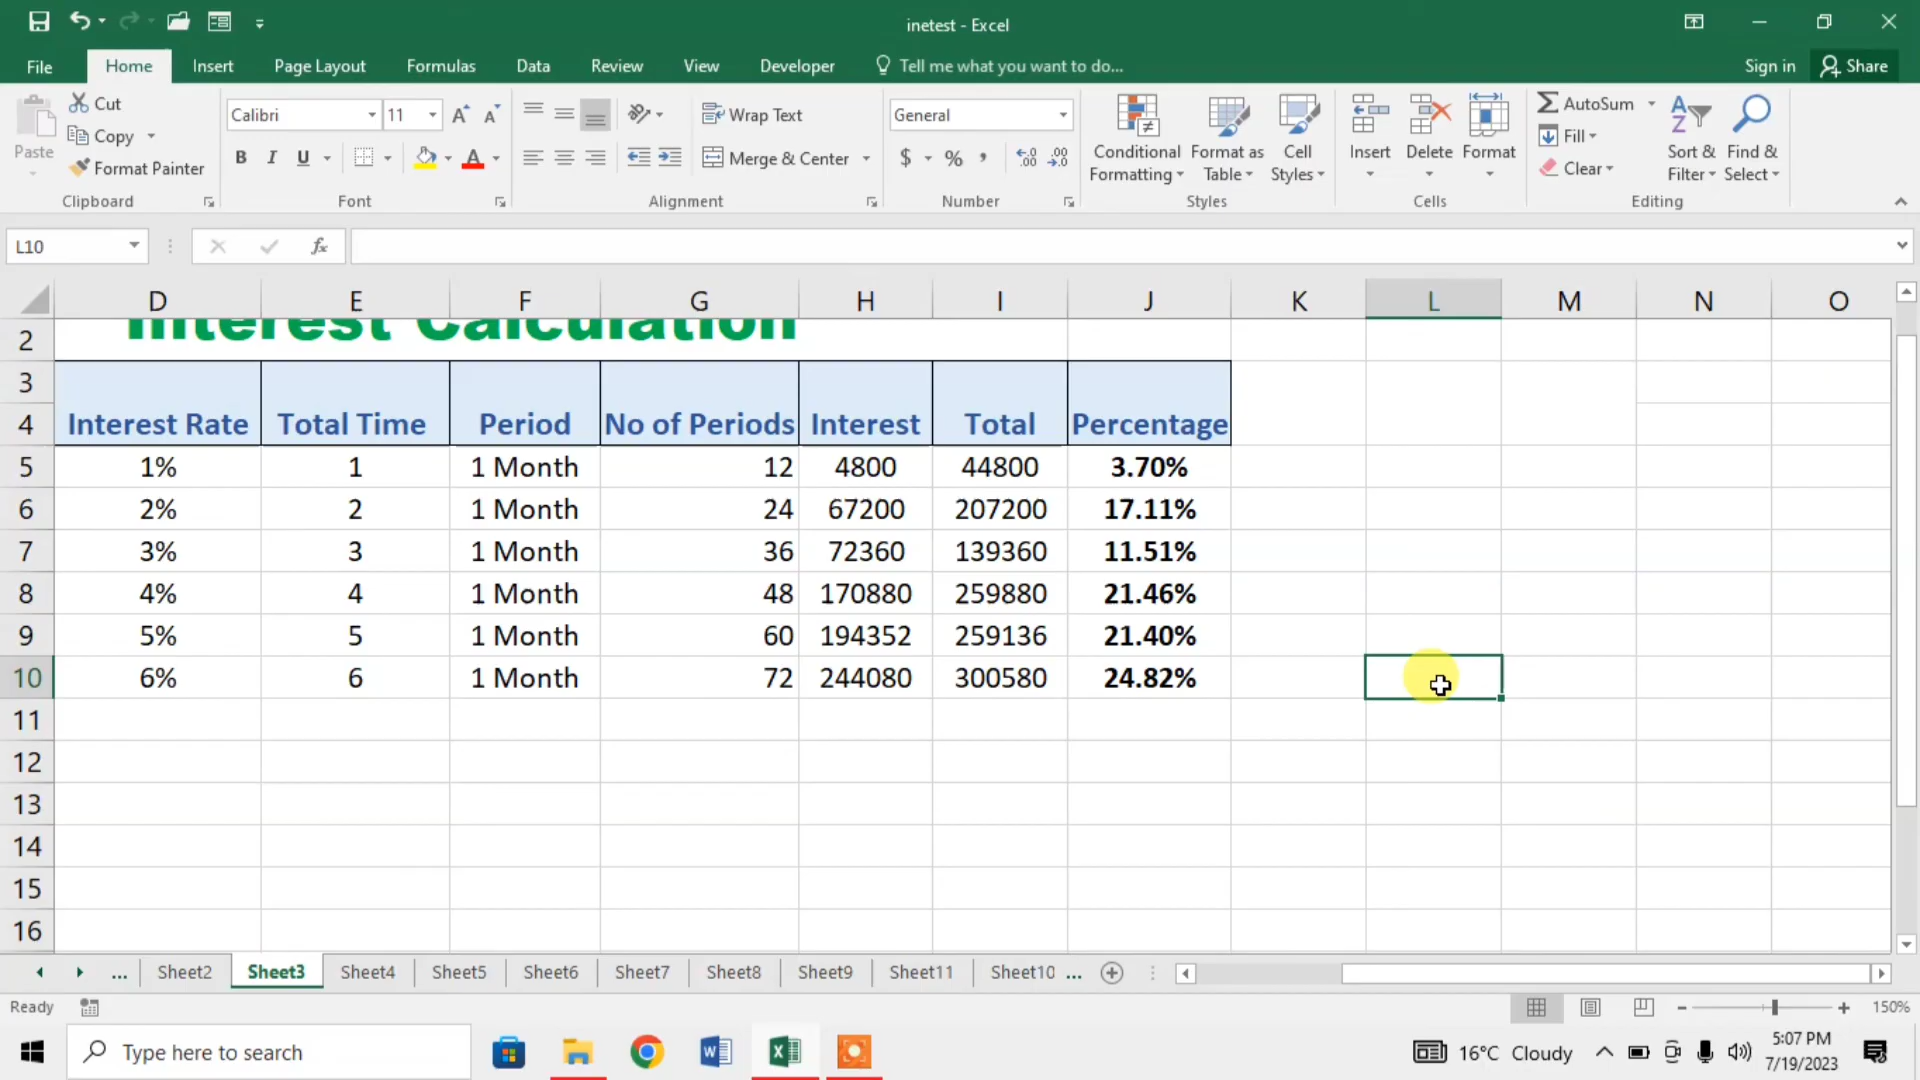 inetest - Excel
File Home Insert Page Layout Formulas Data Review View Developer Tell me what you want to do... Sign in Share
Paste
Cut
Copy
Format Painter
Clipboard
Calibri 11
B I U
Font
Wrap Text
Merge & Center
Alignment
General
$ % , .00 .00
Number
Conditional Formatting
Format as Table
Cell Styles
Styles
Insert Delete Format
Cells
AutoSum
Fill
Clear
Sort & Filter
Find & Select
Editing
L10 fx
D E F G H I J K L M N O
2 Interest Calculation
3
4 Interest Rate Total Time Period No of Periods Interest Total Percentage
5 1% 1 1 Month 12 4800 44800 3.70%
6 2% 2 1 Month 24 67200 207200 17.11%
7 3% 3 1 Month 36 72360 139360 11.51%
8 4% 4 1 Month 48 170880 259880 21.46%
9 5% 5 1 Month 60 194352 259136 21.40%
10 6% 6 1 Month 72 244080 300580 24.82%
11
12
13
14
15
16
... Sheet2 Sheet3 Sheet4 Sheet5 Sheet6 Sheet7 Sheet8 Sheet9 Sheet11 Sheet10 ...
Ready 150%
Type here to search 16°C Cloudy 5:07 PM
7/19/2023